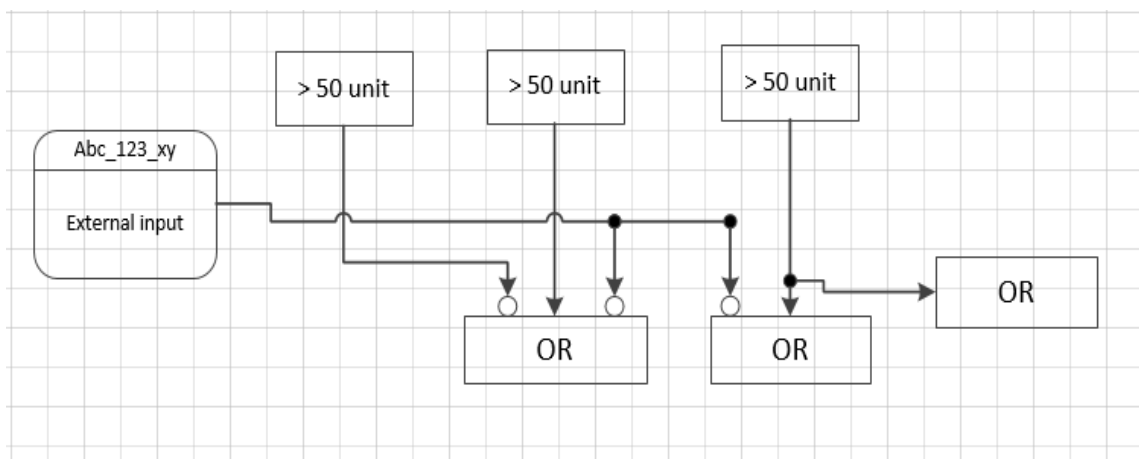 > 50 unit
> 50 unit
> 50 unit
Abc_123_xy
External input
OR
OR
OR